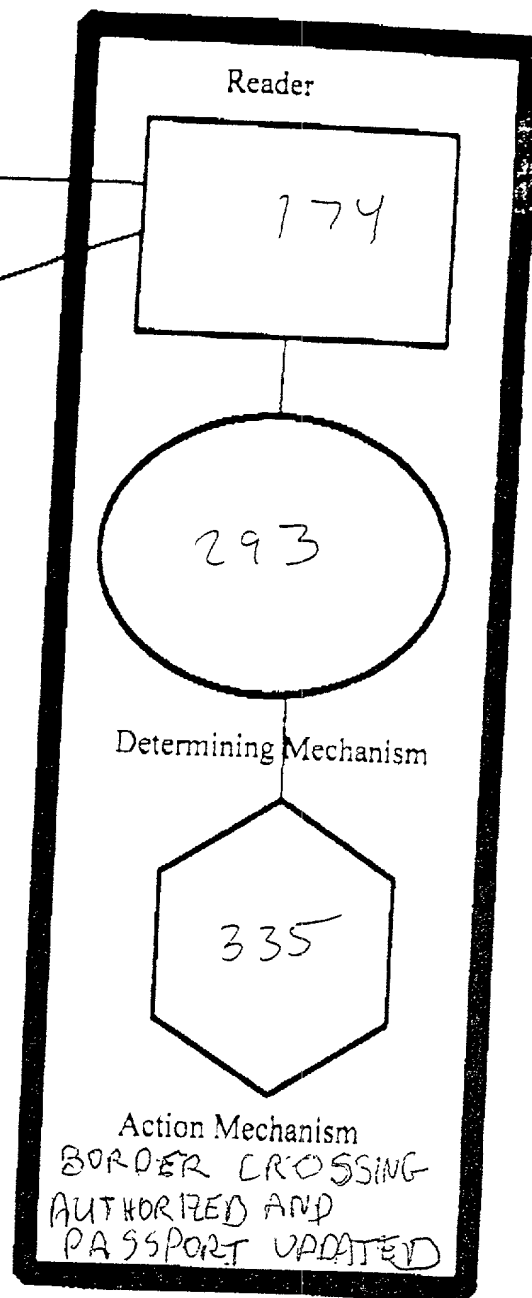 Reader
174
293
Determining Mechanism
335
Action Mechanism
BORDER CROSSING
AUTHORIZED AND
PASSPORT UPDATED